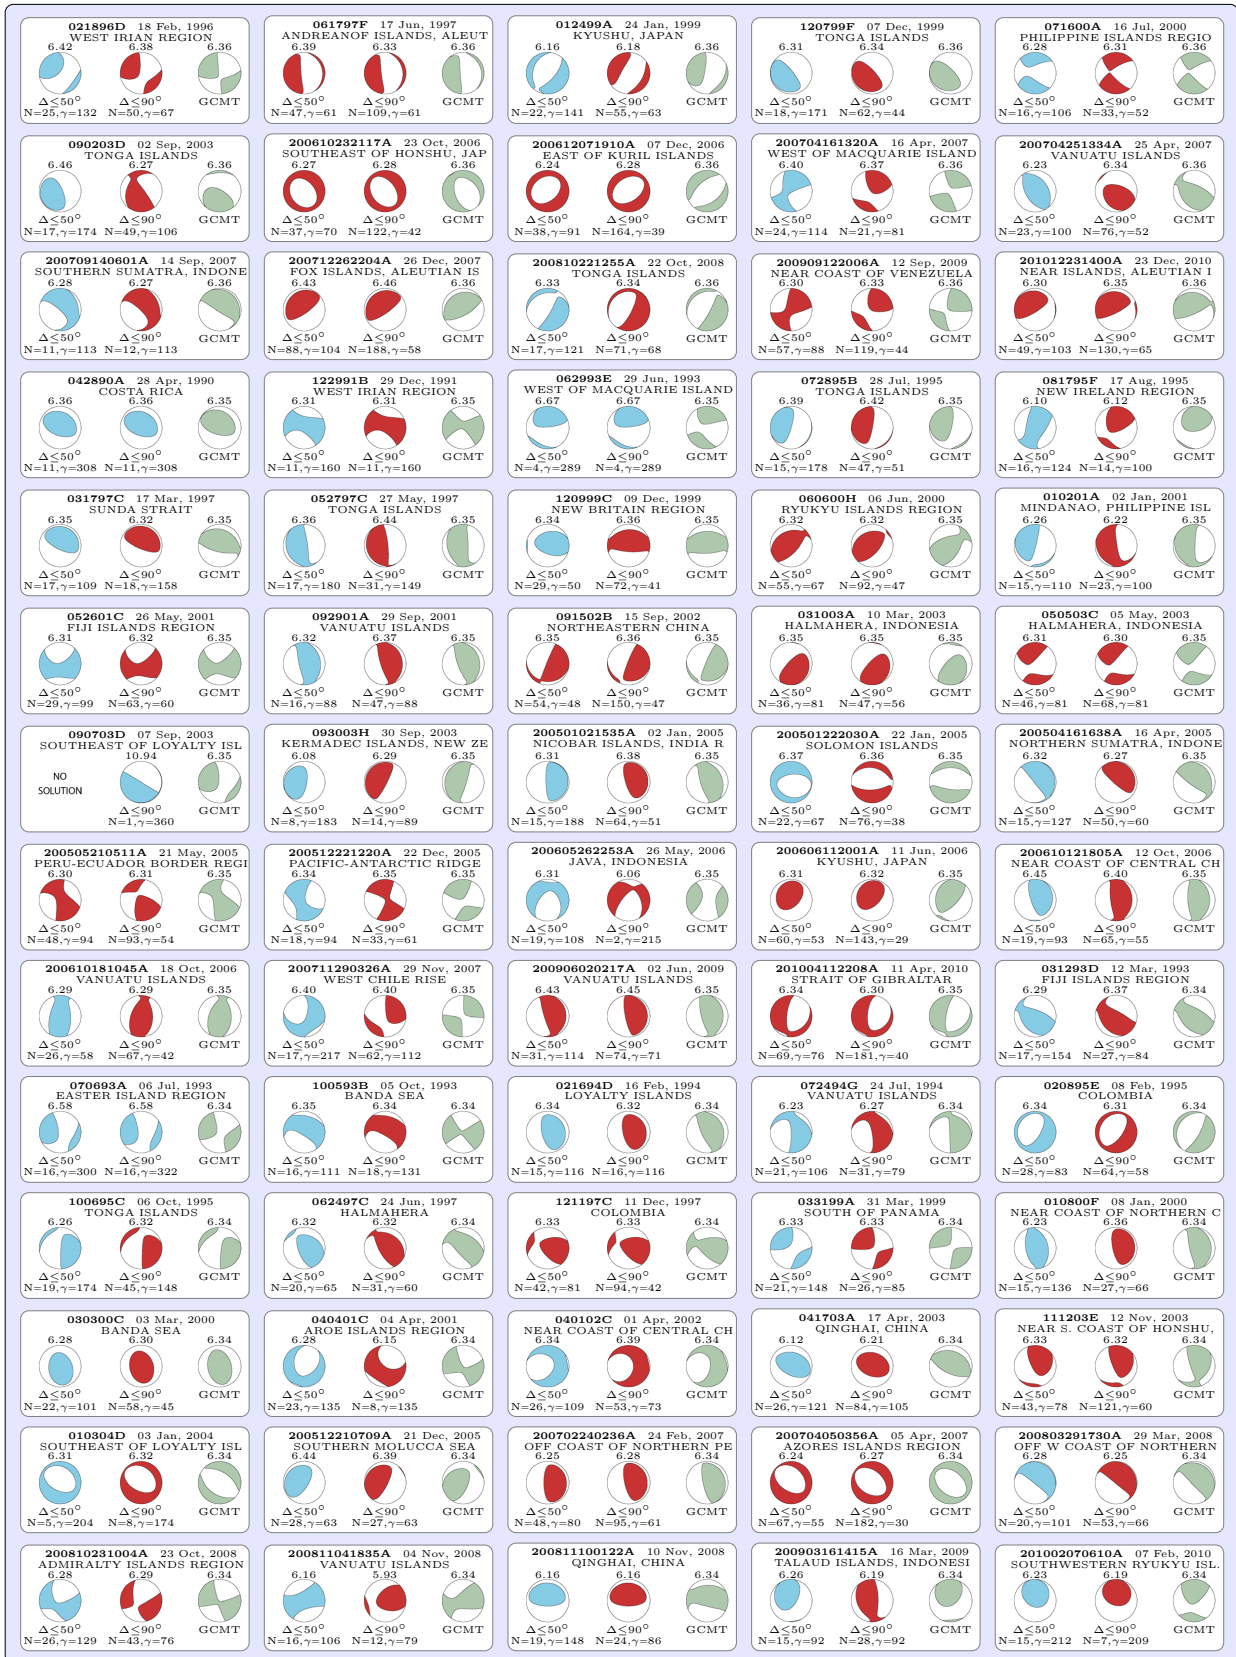 021896D 18 Feb, 1996
WEST IRIAN REGION
6.42 6.38 6.36
Δ≤50° Δ≤90° GCMT
N=25,γ=132 N=50,γ=67
061797F 17 Jun, 1997
ANDREANOF ISLANDS, ALEUT
6.39 6.33 6.36
Δ≤50° Δ≤90° GCMT
N=47,γ=61 N=109,γ=61
012499A 24 Jan, 1999
KYUSHU, JAPAN
6.16 6.18 6.36
Δ≤50° Δ≤90° GCMT
N=22,γ=141 N=55,γ=63
120799F 07 Dec, 1999
TONGA ISLANDS
6.31 6.34 6.36
Δ≤50° Δ≤90° GCMT
N=18,γ=171 N=62,γ=44
071600A 16 Jul, 2000
PHILIPPINE ISLANDS REGIO
6.28 6.31 6.36
Δ≤50° Δ≤90° GCMT
N=16,γ=106 N=33,γ=52
090203D 02 Sep, 2003
TONGA ISLANDS
6.46 6.27 6.36
Δ≤50° Δ≤90° GCMT
N=17,γ=174 N=49,γ=106
200610232117A 23 Oct, 2006
SOUTHEAST OF HONSHU, JAP
6.27 6.28 6.36
Δ≤50° Δ≤90° GCMT
N=37,γ=70 N=122,γ=42
200612071910A 07 Dec, 2006
EAST OF KURIL ISLANDS
6.24 6.28 6.36
Δ≤50° Δ≤90° GCMT
N=38,γ=91 N=164,γ=39
200704161320A 16 Apr, 2007
WEST OF MACQUARIE ISLAND
6.40 6.37 6.36
Δ≤50° Δ≤90° GCMT
N=24,γ=114 N=21,γ=81
200704251334A 25 Apr, 2007
VANUATU ISLANDS
6.23 6.34 6.36
Δ≤50° Δ≤90° GCMT
N=23,γ=100 N=76,γ=52
200709140601A 14 Sep, 2007
SOUTHERN SUMATRA, INDONE
6.28 6.27 6.36
Δ≤50° Δ≤90° GCMT
N=11,γ=113 N=12,γ=113
200712262204A 26 Dec, 2007
FOX ISLANDS, ALEUTIAN IS
6.43 6.46 6.36
Δ≤50° Δ≤90° GCMT
N=88,γ=104 N=188,γ=58
200810221255A 22 Oct, 2008
TONGA ISLANDS
6.33 6.34 6.36
Δ≤50° Δ≤90° GCMT
N=17,γ=121 N=71,γ=68
200909122006A 12 Sep, 2009
NEAR COAST OF VENEZUELA
6.30 6.33 6.36
Δ≤50° Δ≤90° GCMT
N=57,γ=88 N=119,γ=44
201012231400A 23 Dec, 2010
NEAR ISLANDS, ALEUTIAN I
6.30 6.35 6.36
Δ≤50° Δ≤90° GCMT
N=49,γ=103 N=130,γ=65
042890A 28 Apr, 1990
COSTA RICA
6.36 6.36 6.35
Δ≤50° Δ≤90° GCMT
N=11,γ=308 N=11,γ=308
122991B 29 Dec, 1991
WEST IRIAN REGION
6.31 6.31 6.35
Δ≤50° Δ≤90° GCMT
N=11,γ=160 N=11,γ=160
062993E 29 Jun, 1993
WEST OF MACQUARIE ISLAND
6.67 6.67 6.35
Δ≤50° Δ≤90° GCMT
N=4,γ=289 N=4,γ=289
072895B 28 Jul, 1995
TONGA ISLANDS
6.39 6.42 6.35
Δ≤50° Δ≤90° GCMT
N=15,γ=178 N=47,γ=51
081795F 17 Aug, 1995
NEW IRELAND REGION
6.10 6.12 6.35
Δ≤50° Δ≤90° GCMT
N=16,γ=124 N=14,γ=100
031797C 17 Mar, 1997
SUNDA STRAIT
6.35 6.32 6.35
Δ≤50° Δ≤90° GCMT
N=17,γ=109 N=18,γ=158
052797C 27 May, 1997
TONGA ISLANDS
6.36 6.44 6.35
Δ≤50° Δ≤90° GCMT
N=17,γ=180 N=31,γ=149
120999C 09 Dec, 1999
NEW BRITAIN REGION
6.34 6.36 6.35
Δ≤50° Δ≤90° GCMT
N=29,γ=50 N=72,γ=41
060600H 06 Jun, 2000
RYUKYU ISLANDS REGION
6.32 6.32 6.35
Δ≤50° Δ≤90° GCMT
N=55,γ=67 N=92,γ=47
010201A 02 Jan, 2001
MINDANAO, PHILIPPINE ISL
6.26 6.22 6.35
Δ≤50° Δ≤90° GCMT
N=15,γ=110 N=23,γ=100
052601C 26 May, 2001
FIJI ISLANDS REGION
6.31 6.32 6.35
Δ≤50° Δ≤90° GCMT
N=29,γ=99 N=63,γ=60
092901A 29 Sep, 2001
VANUATU ISLANDS
6.32 6.37 6.35
Δ≤50° Δ≤90° GCMT
N=16,γ=88 N=47,γ=88
091502B 15 Sep, 2002
NORTHEASTERN CHINA
6.35 6.36 6.35
Δ≤50° Δ≤90° GCMT
N=54,γ=48 N=150,γ=47
031003A 10 Mar, 2003
HALMAHERA, INDONESIA
6.35 6.35 6.35
Δ≤50° Δ≤90° GCMT
N=36,γ=81 N=47,γ=56
050503C 05 May, 2003
HALMAHERA, INDONESIA
6.31 6.30 6.35
Δ≤50° Δ≤90° GCMT
N=46,γ=81 N=68,γ=81
090703D 07 Sep, 2003
SOUTHEAST OF LOYALTY ISL
10.94 6.35
NO
SOLUTION
Δ≤90° GCMT
N=1,γ=360
093003H 30 Sep, 2003
KERMADEC ISLANDS, NEW ZE
6.08 6.29 6.35
Δ≤50° Δ≤90° GCMT
N=8,γ=183 N=14,γ=89
200501021535A 02 Jan, 2005
NICOBAR ISLANDS, INDIA R
6.31 6.38 6.35
Δ≤50° Δ≤90° GCMT
N=15,γ=188 N=64,γ=51
200501222030A 22 Jan, 2005
SOLOMON ISLANDS
6.37 6.36 6.35
Δ≤50° Δ≤90° GCMT
N=22,γ=67 N=76,γ=38
200504161638A 16 Apr, 2005
NORTHERN SUMATRA, INDONE
6.32 6.27 6.35
Δ≤50° Δ≤90° GCMT
N=15,γ=127 N=50,γ=60
200505210511A 21 May, 2005
PERU-ECUADOR BORDER REGI
6.30 6.31 6.35
Δ≤50° Δ≤90° GCMT
N=48,γ=94 N=93,γ=54
200512221220A 22 Dec, 2005
PACIFIC-ANTARCTIC RIDGE
6.34 6.35 6.35
Δ≤50° Δ≤90° GCMT
N=18,γ=94 N=33,γ=61
200605262253A 26 May, 2006
JAVA, INDONESIA
6.31 6.06 6.35
Δ≤50° Δ≤90° GCMT
N=19,γ=108 N=2,γ=215
200606112001A 11 Jun, 2006
KYUSHU, JAPAN
6.31 6.32 6.35
Δ≤50° Δ≤90° GCMT
N=60,γ=53 N=143,γ=29
200610121805A 12 Oct, 2006
NEAR COAST OF CENTRAL CH
6.45 6.40 6.35
Δ≤50° Δ≤90° GCMT
N=19,γ=93 N=65,γ=55
200610181045A 18 Oct, 2006
VANUATU ISLANDS
6.29 6.29 6.35
Δ≤50° Δ≤90° GCMT
N=26,γ=58 N=67,γ=42
200711290326A 29 Nov, 2007
WEST CHILE RISE
6.40 6.40 6.35
Δ≤50° Δ≤90° GCMT
N=17,γ=217 N=62,γ=112
200906020217A 02 Jun, 2009
VANUATU ISLANDS
6.43 6.45 6.35
Δ≤50° Δ≤90° GCMT
N=31,γ=114 N=74,γ=71
201004112208A 11 Apr, 2010
STRAIT OF GIBRALTAR
6.34 6.30 6.35
Δ≤50° Δ≤90° GCMT
N=69,γ=76 N=181,γ=40
031293D 12 Mar, 1993
FIJI ISLANDS REGION
6.29 6.37 6.34
Δ≤50° Δ≤90° GCMT
N=17,γ=154 N=27,γ=84
070693A 06 Jul, 1993
EASTER ISLAND REGION
6.58 6.58 6.34
Δ≤50° Δ≤90° GCMT
N=16,γ=300 N=16,γ=322
100593B 05 Oct, 1993
BANDA SEA
6.35 6.34 6.34
Δ≤50° Δ≤90° GCMT
N=16,γ=111 N=18,γ=131
021694D 16 Feb, 1994
LOYALTY ISLANDS
6.34 6.32 6.34
Δ≤50° Δ≤90° GCMT
N=15,γ=116 N=16,γ=116
072494G 24 Jul, 1994
VANUATU ISLANDS
6.23 6.27 6.34
Δ≤50° Δ≤90° GCMT
N=21,γ=106 N=31,γ=79
020895E 08 Feb, 1995
COLOMBIA
6.34 6.31 6.34
Δ≤50° Δ≤90° GCMT
N=28,γ=83 N=64,γ=58
100695C 06 Oct, 1995
TONGA ISLANDS
6.26 6.32 6.34
Δ≤50° Δ≤90° GCMT
N=19,γ=174 N=45,γ=148
062497C 24 Jun, 1997
HALMAHERA
6.32 6.32 6.34
Δ≤50° Δ≤90° GCMT
N=20,γ=65 N=31,γ=60
121197C 11 Dec, 1997
COLOMBIA
6.33 6.33 6.34
Δ≤50° Δ≤90° GCMT
N=42,γ=81 N=94,γ=42
033199A 31 Mar, 1999
SOUTH OF PANAMA
6.33 6.33 6.34
Δ≤50° Δ≤90° GCMT
N=21,γ=148 N=26,γ=85
010800F 08 Jan, 2000
NEAR COAST OF NORTHERN C
6.23 6.36 6.34
Δ≤50° Δ≤90° GCMT
N=15,γ=136 N=27,γ=66
030300C 03 Mar, 2000
BANDA SEA
6.28 6.30 6.34
Δ≤50° Δ≤90° GCMT
N=22,γ=101 N=58,γ=45
040401C 04 Apr, 2001
AROE ISLANDS REGION
6.28 6.15 6.34
Δ≤50° Δ≤90° GCMT
N=23,γ=135 N=8,γ=135
040102C 01 Apr, 2002
NEAR COAST OF CENTRAL CH
6.34 6.39 6.34
Δ≤50° Δ≤90° GCMT
N=26,γ=109 N=53,γ=73
041703A 17 Apr, 2003
QINGHAI, CHINA
6.12 6.21 6.34
Δ≤50° Δ≤90° GCMT
N=26,γ=121 N=84,γ=105
111203E 12 Nov, 2003
NEAR S. COAST OF HONSHU,
6.33 6.32 6.34
Δ≤50° Δ≤90° GCMT
N=43,γ=78 N=121,γ=60
010304D 03 Jan, 2004
SOUTHEAST OF LOYALTY ISL
6.31 6.32 6.34
Δ≤50° Δ≤90° GCMT
N=5,γ=204 N=8,γ=174
200512210709A 21 Dec, 2005
SOUTHERN MOLUCCA SEA
6.44 6.39 6.34
Δ≤50° Δ≤90° GCMT
N=28,γ=63 N=27,γ=63
200702240236A 24 Feb, 2007
OFF COAST OF NORTHERN PE
6.25 6.28 6.34
Δ≤50° Δ≤90° GCMT
N=48,γ=80 N=95,γ=61
200704050356A 05 Apr, 2007
AZORES ISLANDS REGION
6.25 6.27 6.34
Δ≤50° Δ≤90° GCMT
N=67,γ=55 N=182,γ=30
200803291730A 29 Mar, 2008
OFF W COAST OF NORTHERN
6.28 6.25 6.34
Δ≤50° Δ≤90° GCMT
N=20,γ=101 N=53,γ=66
200810231004A 23 Oct, 2008
ADMIRALTY ISLANDS REGION
6.28 6.29 6.34
Δ≤50° Δ≤90° GCMT
N=26,γ=129 N=43,γ=76
200811041835A 04 Nov, 2008
VANUATU ISLANDS
6.16 5.93 6.34
Δ≤50° Δ≤90° GCMT
N=16,γ=106 N=12,γ=79
200811100122A 10 Nov, 2008
QINGHAI, CHINA
6.16 6.16 6.34
Δ≤50° Δ≤90° GCMT
N=19,γ=148 N=24,γ=86
200903161415A 16 Mar, 2009
TALAUD ISLANDS, INDONESI
6.26 6.19 6.34
Δ≤50° Δ≤90° GCMT
N=15,γ=92 N=28,γ=92
201002070610A 07 Feb, 2010
SOUTHWESTERN RYUKYU ISL.
6.23 6.19 6.34
Δ≤50° Δ≤90° GCMT
N=15,γ=212 N=7,γ=209